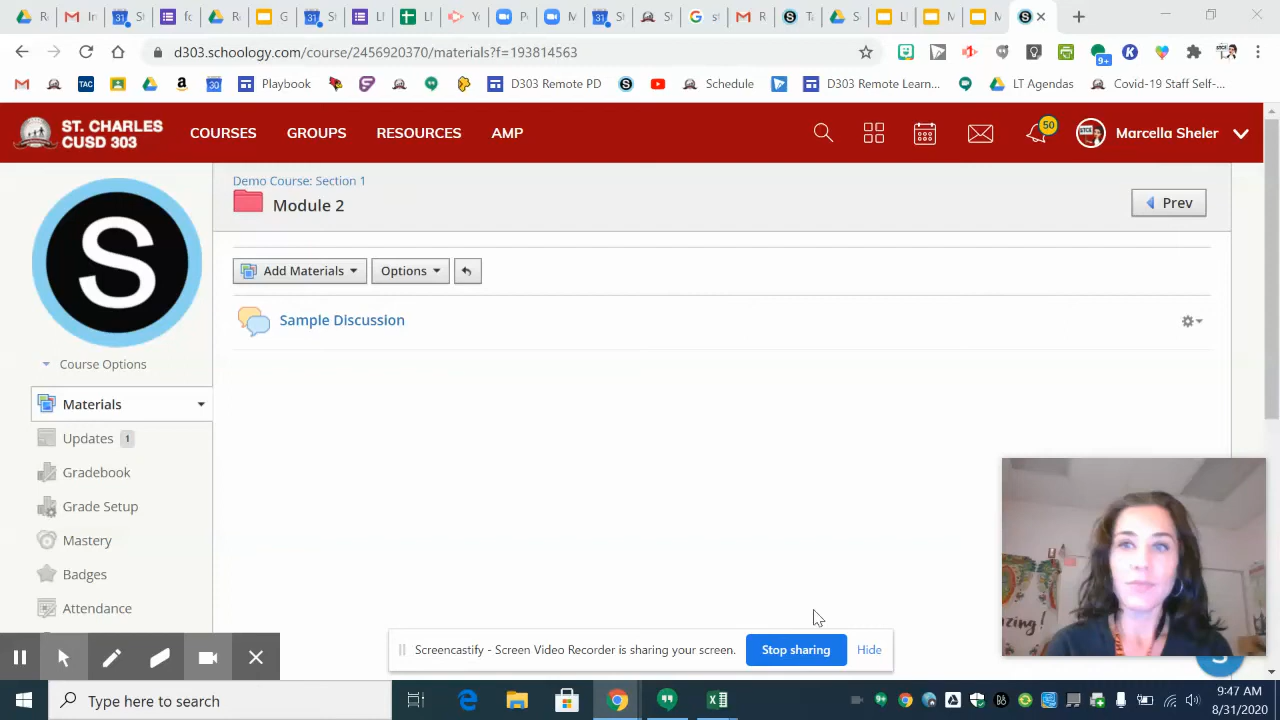 d303.schoology.com/course/2456920370/materials?f=193814563
9+
TAC
30
Playbook
D303 Remote PD
Schedule
D303 Remote Learn...
LT Agendas
Covid-19 Staff Self-...
ST. CHARLES
CUSD 303
COURSES
GROUPS
RESOURCES
AMP
50
Marcella Sheler
Demo Course: Section 1
Module 2
Prev
Add Materials
Options
S
Sample Discussion
Course Options
Materials
Updates 1
Gradebook
Grade Setup
Mastery
Badges
Attendance
Screencastify - Screen Video Recorder is sharing your screen.
Stop sharing
Hide
Type here to search
9:47 AM
8/31/2020